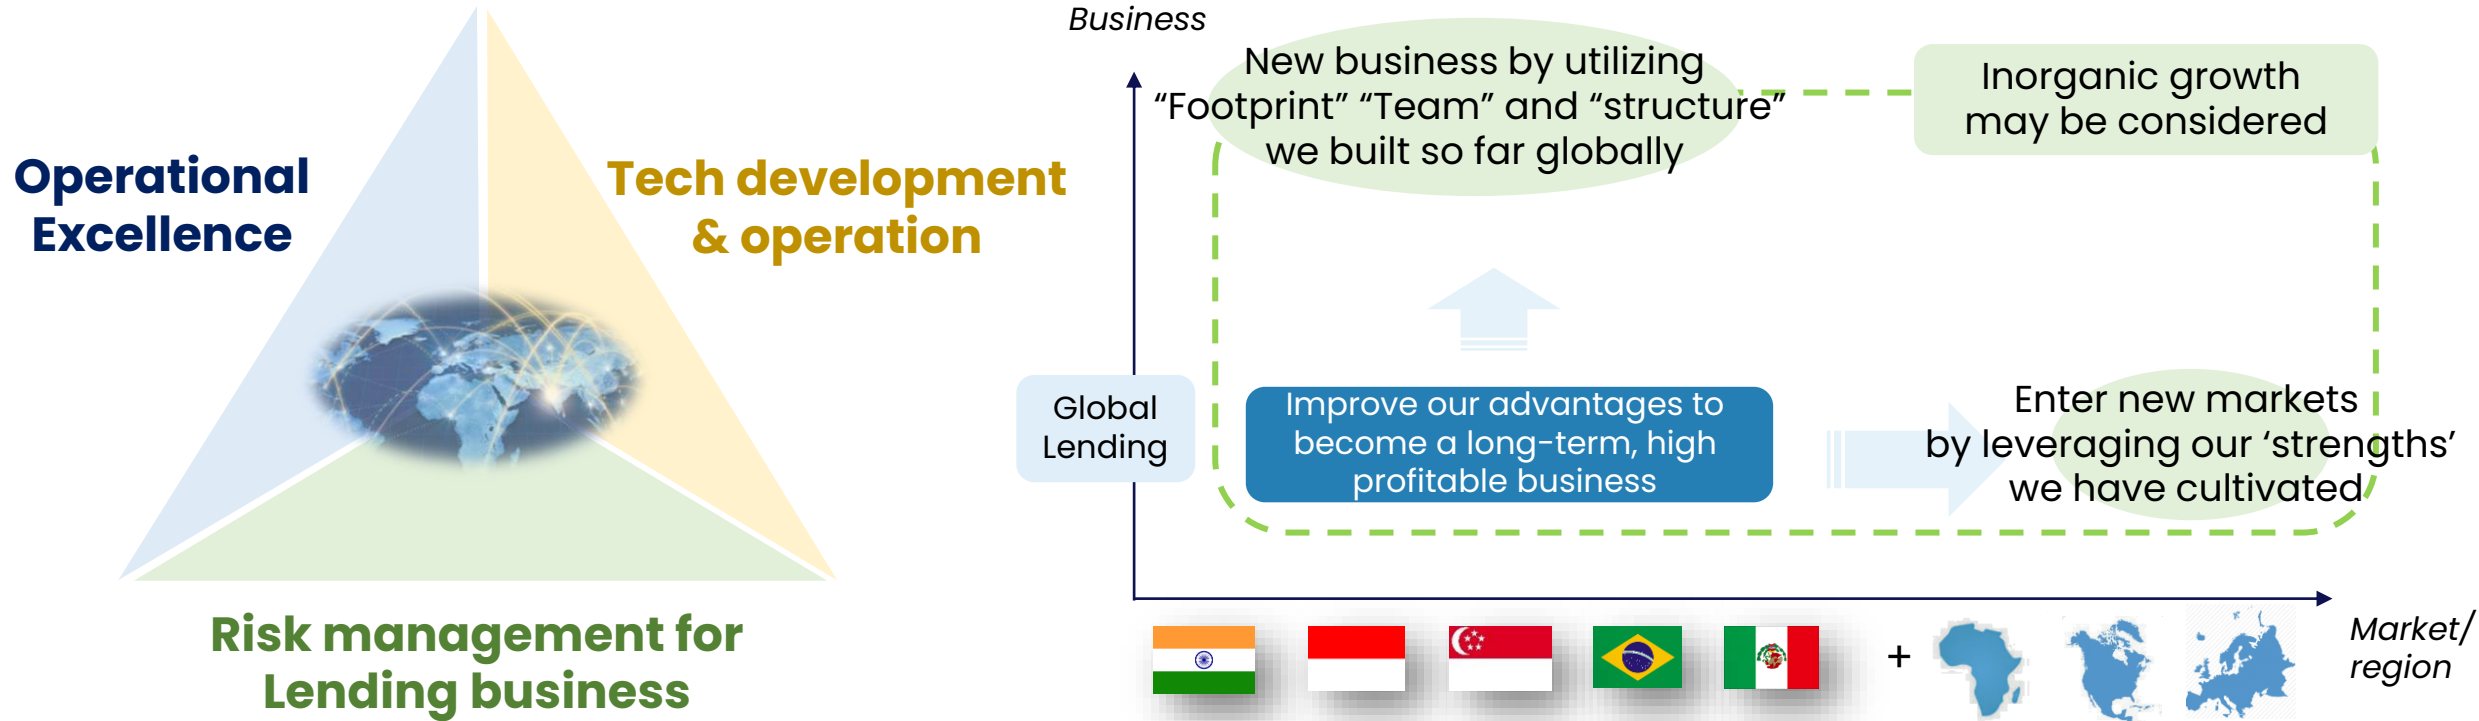 Operational
Excellence
Tech development
& operation
Risk management for
Lending business
Business
New business by utilizing
“Footprint” “Team” and “structure”
we built so far globally
Inorganic growth
may be considered
Global
Lending
Improve our advantages to
become a long-term, high
profitable business
Enter new markets
by leveraging our ‘strengths’
we have cultivated
+
Market/
region